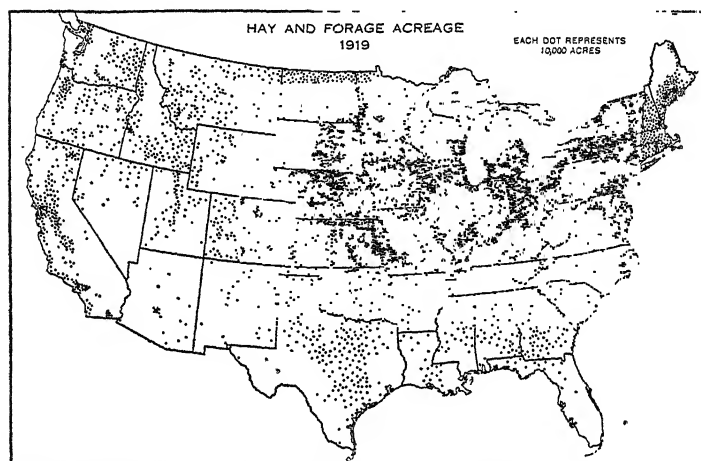 HAY AND FORAGE ACREAGE
1919
EACH DOT REPRESENTS
10,000 ACRES